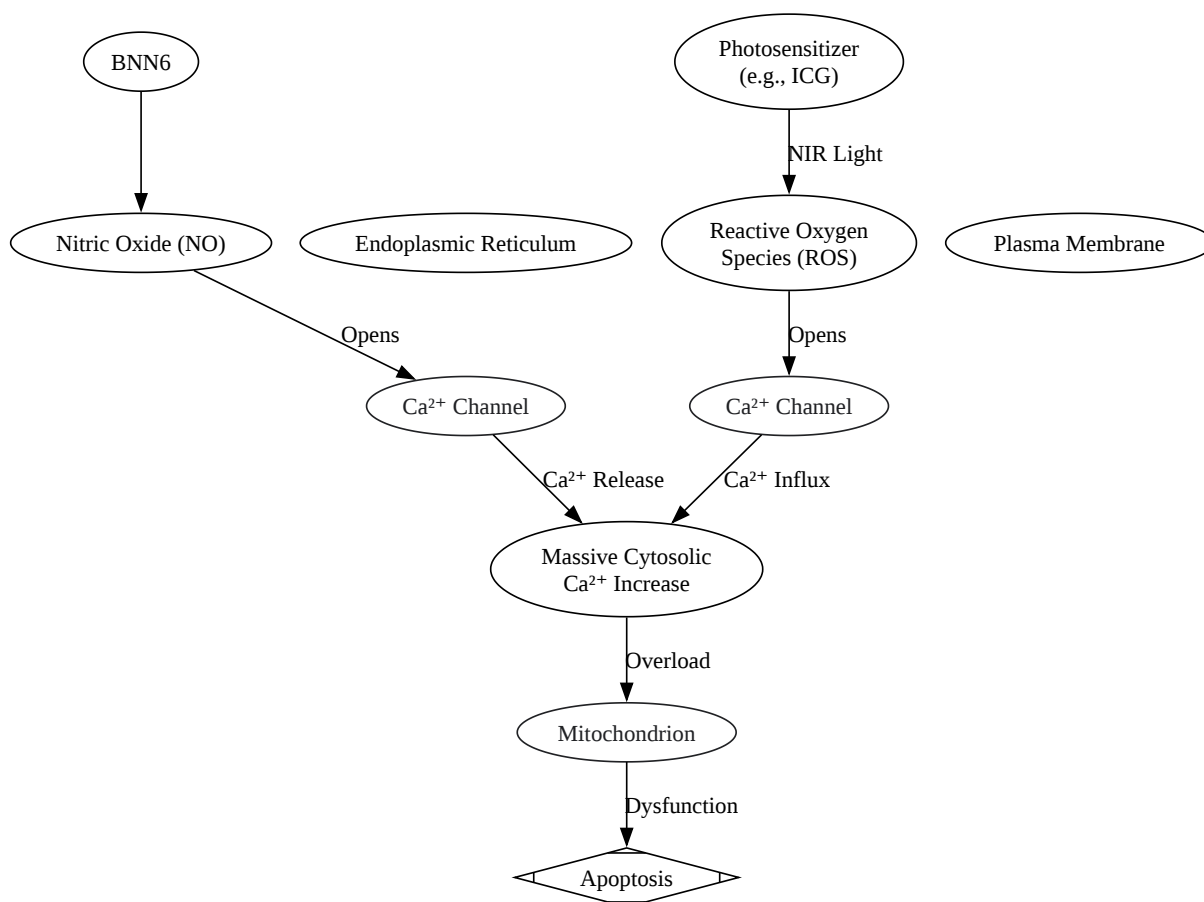 BNN6
Photosensitizer
(e.g., ICG)
NIR Light
Nitric Oxide (NO)
Endoplasmic Reticulum
Reactive Oxygen
Species (ROS)
Plasma Membrane
Opens
Opens
Ca²⁺ Channel
Ca²⁺ Channel
Ca²⁺ Release
Ca²⁺ Influx
Massive Cytosolic
Ca²⁺ Increase
Overload
Mitochondrion
Dysfunction
Apoptosis